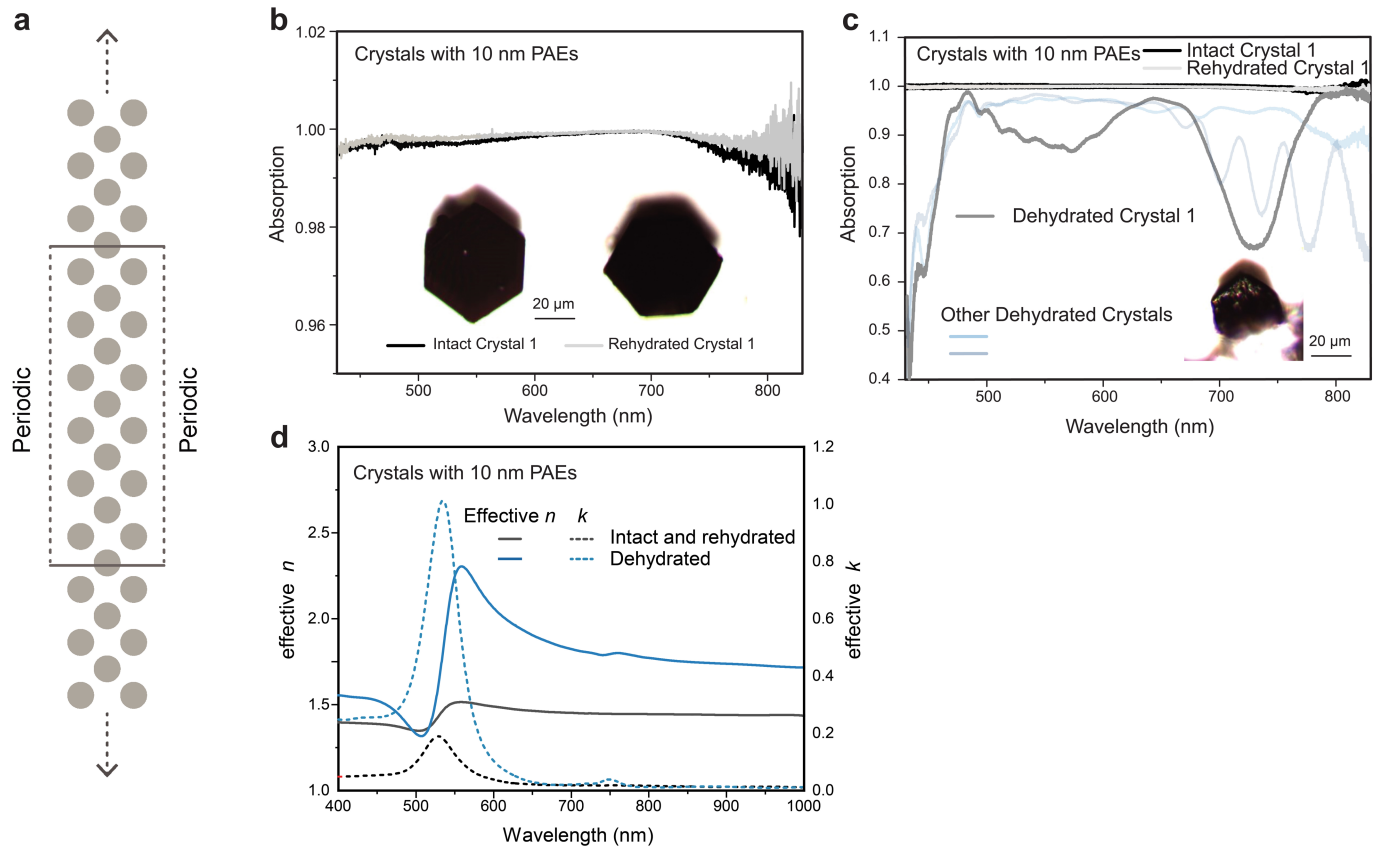 a
Periodic
Periodic
b
Crystals with 10 nm PAEs
1.02
1.00
0.98
0.96
Absorption
20 μm
Intact Crystal 1
Rehydrated Crystal 1
500
600
700
800
Wavelength (nm)
c
Crystals with 10 nm PAEs
Intact Crystal 1
Rehydrated Crystal 1
1.1
1.0
0.9
0.8
0.7
0.6
0.5
0.4
Absorption
Dehydrated Crystal 1
Other Dehydrated Crystals
20 μm
500
600
700
800
Wavelength (nm)
d
Crystals with 10 nm PAEs
Effective n k
Intact and rehydrated
Dehydrated
3.0
2.5
2.0
1.5
1.0
effective n
1.2
1.0
0.8
0.6
0.4
0.2
0.0
effective k
400
500
600
700
800
900
1000
Wavelength (nm)